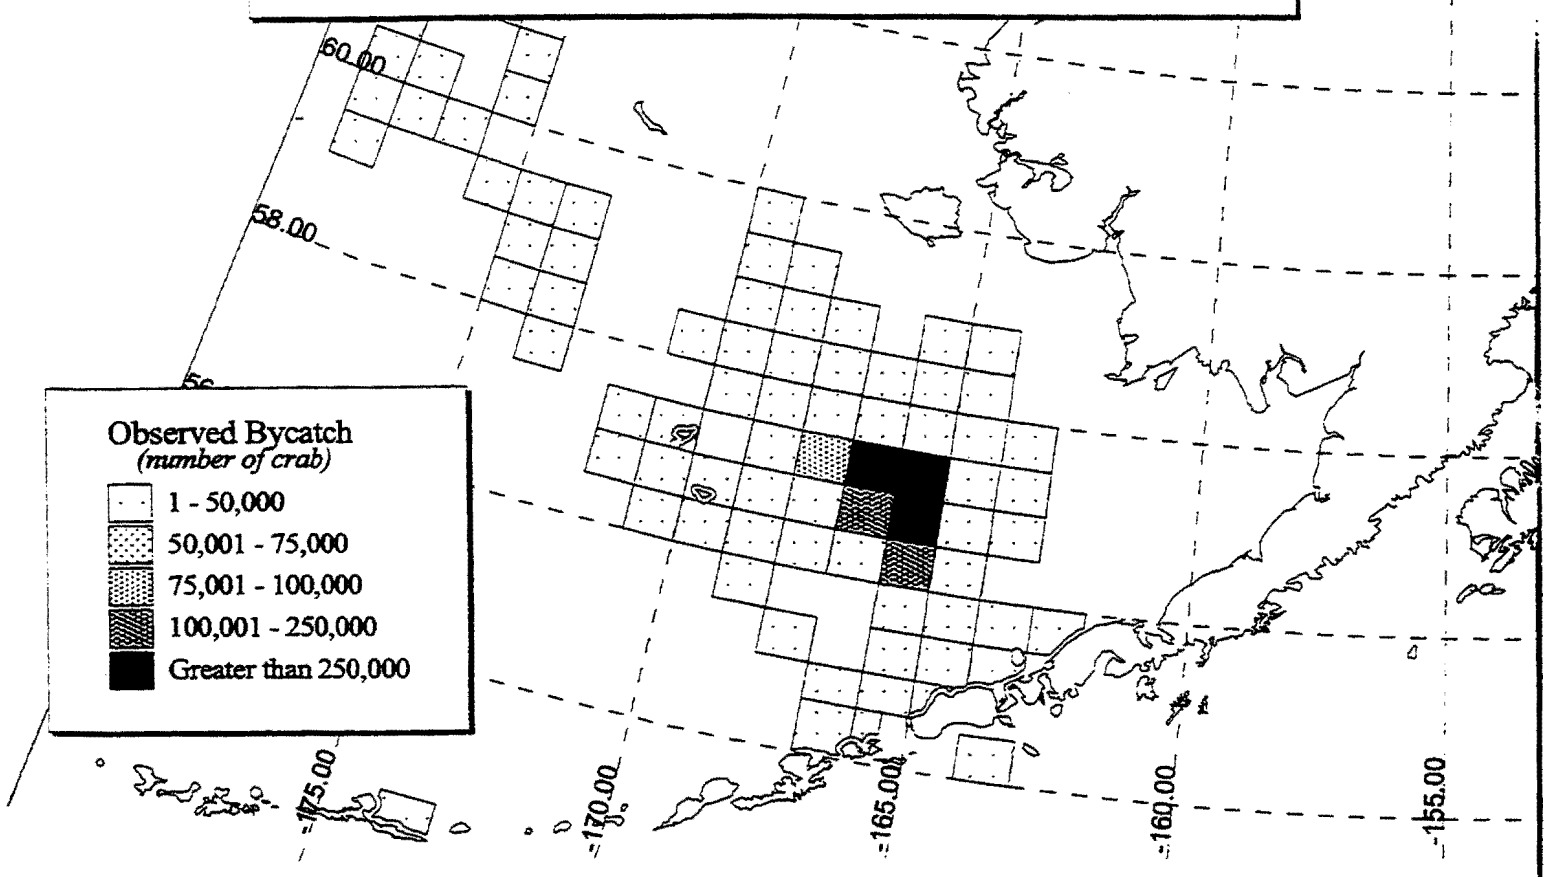 60.00
58.00
Observed Bycatch
(number of crab)
1 - 50,000
50,001 - 75,000
75,001 - 100,000
100,001 - 250,000
Greater than 250,000
-175.00
-170.00
-165.00
-160.00
-155.00